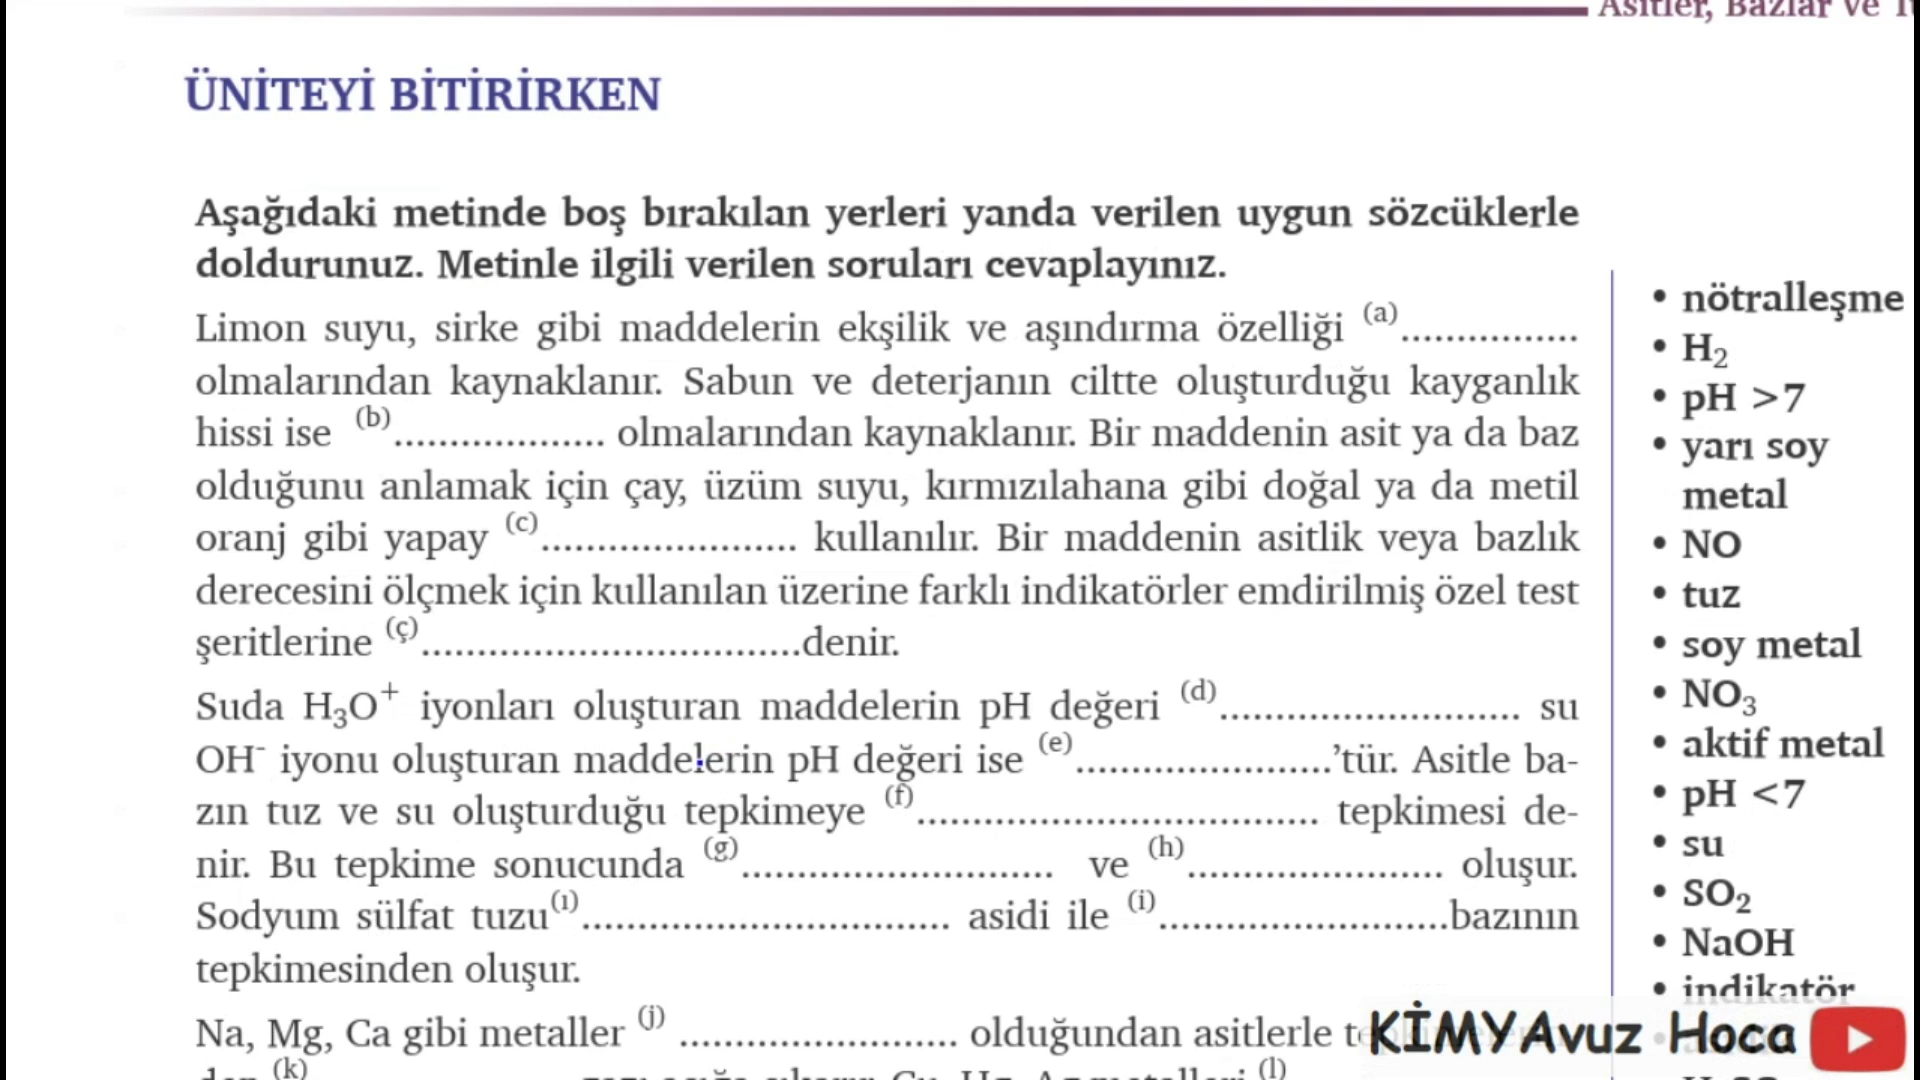 Asitler, Bazlar ve
ÜNİTEYİ BİTİRİRKEN
Aşağıdaki metinde boş bırakılan yerleri yanda verilen uygun sözcüklerle
doldurunuz. Metinle ilgili verilen soruları cevaplayınız.
Limon suyu, sirke gibi maddelerin ekşilik ve aşındırma özelliği (a)................
olmalarından kaynaklanır. Sabun ve deterjanın ciltte oluşturduğu kayganlık
hissi ise (b)................... olmalarından kaynaklanır. Bir maddenin asit ya da baz
olduğunu anlamak için çay, üzüm suyu, kırmızılahana gibi doğal ya da metil
oranj gibi yapay (c)....................... kullanılır. Bir maddenin asitlik veya bazlık
derecesini ölçmek için kullanılan üzerine farklı indikatörler emdirilmiş özel test
şeritlerine (ç)..................................denir.
Suda H₃O⁺ iyonları oluşturan maddelerin pH değeri (d)........................... su
OH⁻ iyonu oluşturan maddelerin pH değeri ise (e).......................'tür. Asitle ba-
zın tuz ve su oluşturduğu tepkimeye (f).................................... tepkimesi de-
nir. Bu tepkime sonucunda (g)............................ ve (h)....................... oluşur.
Sodyum sülfat tuzu(ı)................................. asidi ile (i)..........................bazının
tepkimesinden oluşur.
Na, Mg, Ca gibi metaller (j) ......................... olduğundan asitlerle
(k) (l)
• nötralleşme
• H₂
• pH >7
• yarı soy
metal
• NO
• tuz
• soy metal
• NO₃
• aktif metal
• pH <7
• su
• SO₂
• NaOH
• indikatör
KİMYAvuz Hoca